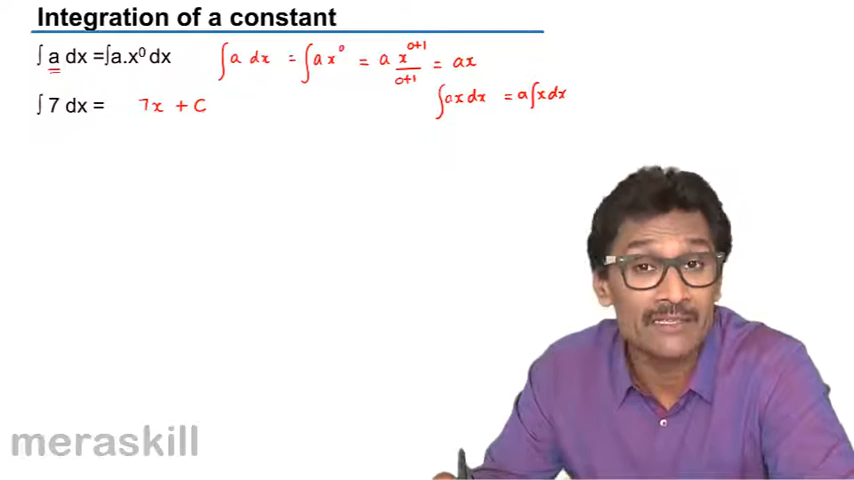 Integration of a constant
∫ a dx =∫a.x⁰ dx ∫a dx = ∫a x⁰ = a x⁰⁺¹/0+1 = ax
∫ 7 dx = 7x + C ∫ax dx = a∫x dx
meraskill